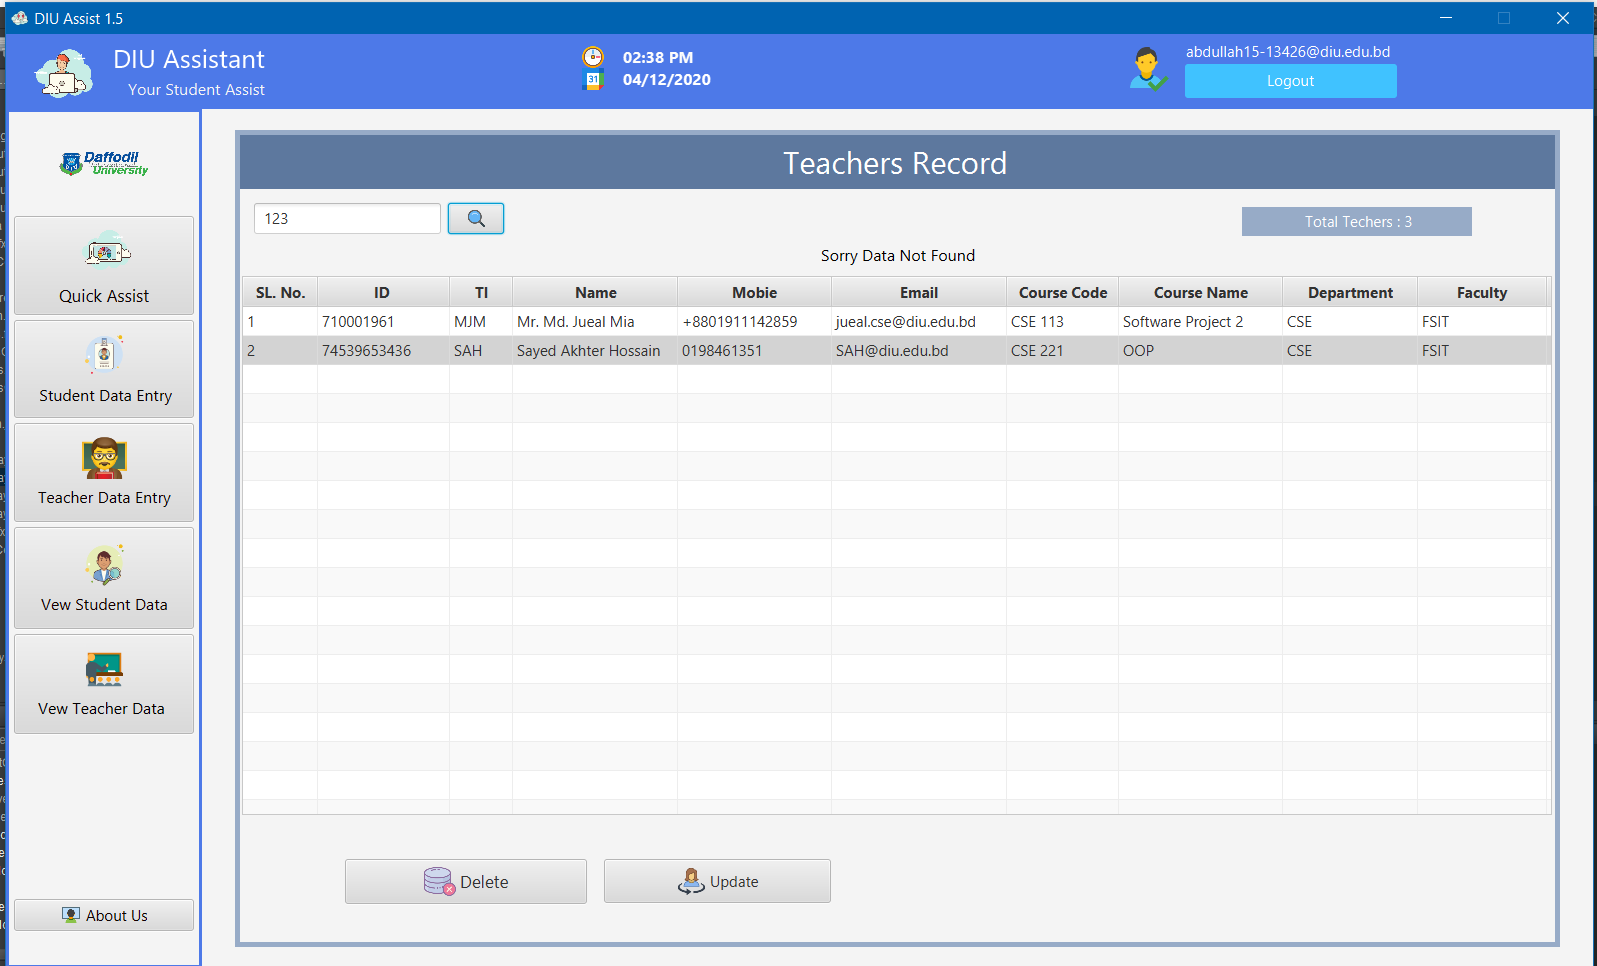 DIU Assist 1.5
DIU Assistant
Your Student Assist
02:38 PM
31
04/12/2020
abdullah15-13426@diu.edu.bd
Logout
Daffodil
University
Quick Assist
Student Data Entry
Teacher Data Entry
Vew Student Data
Vew Teacher Data
About Us
Teachers Record
123
Total Techers : 3
Sorry Data Not Found
SL. No. ID TI Name Mobie Email Course Code Course Name Department Faculty
1 710001961 MJM Mr. Md. Jueal Mia +8801911142859 jueal.cse@diu.edu.bd CSE 113 Software Project 2 CSE FSIT
2 74539653436 SAH Sayed Akhter Hossain 0198461351 SAH@diu.edu.bd CSE 221 OOP CSE FSIT
Delete Update